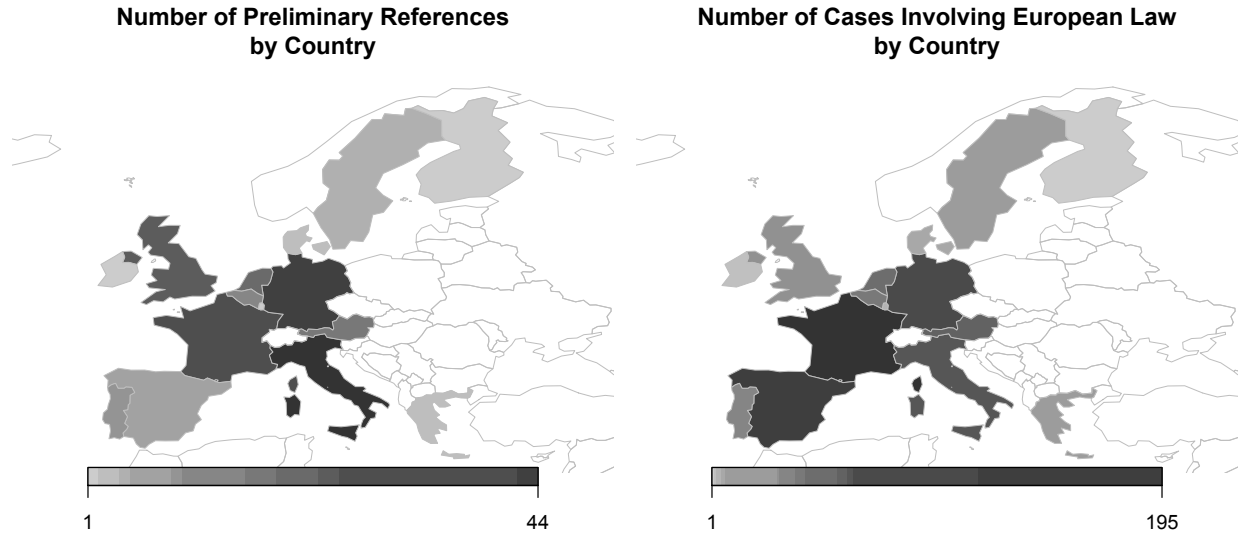 Number of Preliminary References
by Country
1
44
Number of Cases Involving European Law
by Country
1
195